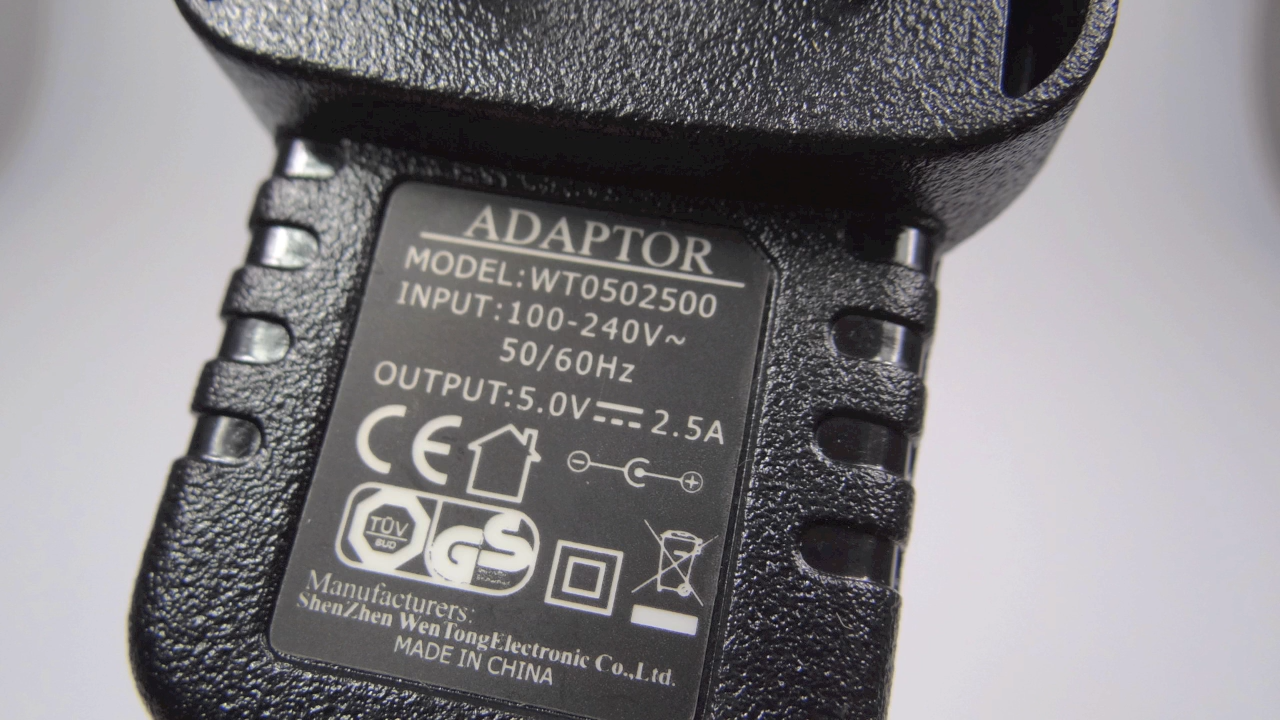 ADAPTOR
MODEL:WT0502500
INPUT:100-240V~
50/60Hz
OUTPUT:5.0V⎓2.5A
CE
TÜV
SUD
GS
Manufacturers:
ShenZhen WenTongElectronic Co.,Ltd.
MADE IN CHINA